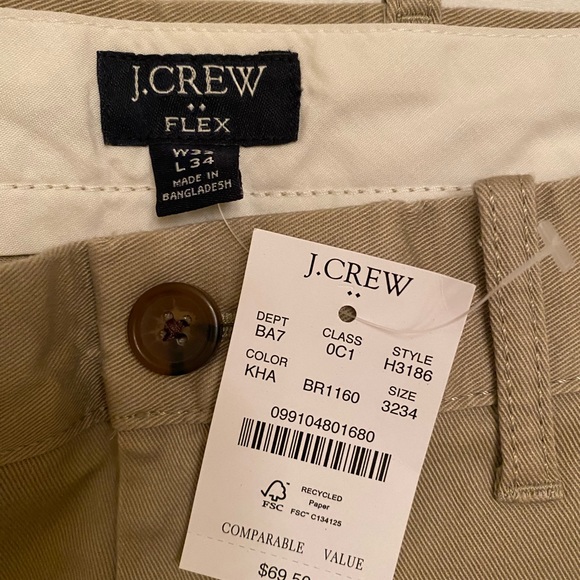 J.CREW
FLEX
L 34
MADE IN
BANGLADESH
J.CREW
DEPT CLASS STYLE
BA7 0C1 H3186
COLOR SIZE
KHA BR1160 3234
099104801680
FSC
RECYCLED
Paper
FSC™ C134125
COMPARABLE VALUE